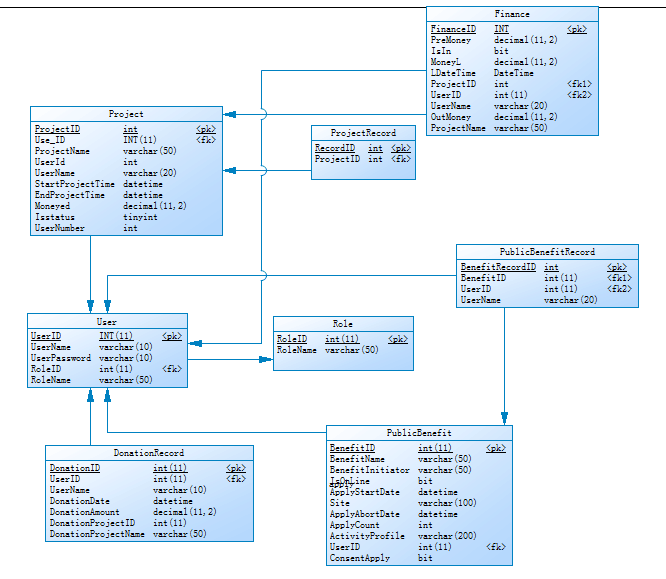 Finance
FinanceID INT <pk>
PreMoney decimal(11,2)
IsIn bit
MoneyL decimal(11,2)
LDateTime DateTime
ProjectID int <fk1>
UserID int(11) <fk2>
UserName varchar(20)
OutMoney decimal(11,2)
ProjectName varchar(50)
Project
ProjectID int <pk>
Use_ID INT(11) <fk>
ProjectName varchar(50)
UserId int
UserName varchar(20)
StartProjectTime datetime
EndProjectTime datetime
Moneyed decimal(11,2)
Isstatus tinyint
UserNumber int
ProjectRecord
RecordID int <pk>
ProjectID int <fk>
PublicBenefitRecord
BenefitRecordID int <pk>
BenefitID int(11) <fk1>
UserID int(11) <fk2>
UserName varchar(20)
User
UserID INT(11) <pk>
UserName varchar(10)
UserPassword varchar(10)
RoleID int(11) <fk>
RoleName varchar(50)
Role
RoleID int(11) <pk>
RoleName varchar(50)
DonationRecord
DonationID int(11) <pk>
UserID int(11) <fk>
UserName varchar(10)
DonationDate datetime
DonationAmount decimal(11,2)
DonationProjectID int(11)
DonationProjectName varchar(50)
PublicBenefit
BenefitID int(11) <pk>
BenefitName varchar(50)
BenefitInitiator varchar(50)
IsOnLine bit
ApplyStartDate datetime
Site varchar(100)
ApplyAbortDate datetime
ApplyCount int
ActivityProfile varchar(200)
UserID int(11) <fk>
ConsentApply bit